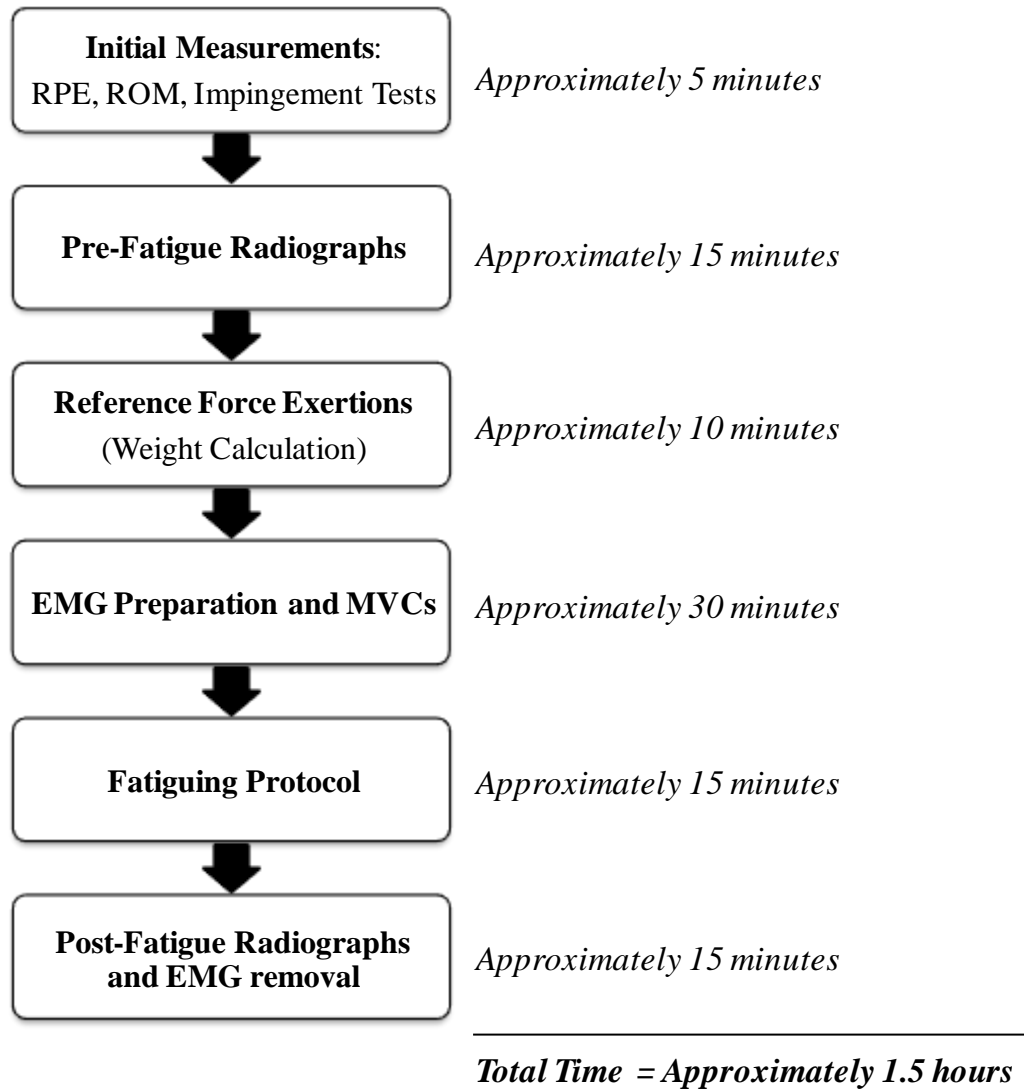 Initial Measurements:
RPE, ROM, Impingement Tests
Approximately 5 minutes
Pre-Fatigue Radiographs
Approximately 15 minutes
Reference Force Exertions
(Weight Calculation)
Approximately 10 minutes
EMG Preparation and MVCs
Approximately 30 minutes
Fatiguing Protocol
Approximately 15 minutes
Post-Fatigue Radiographs
and EMG removal
Approximately 15 minutes
Total Time = Approximately 1.5 hours